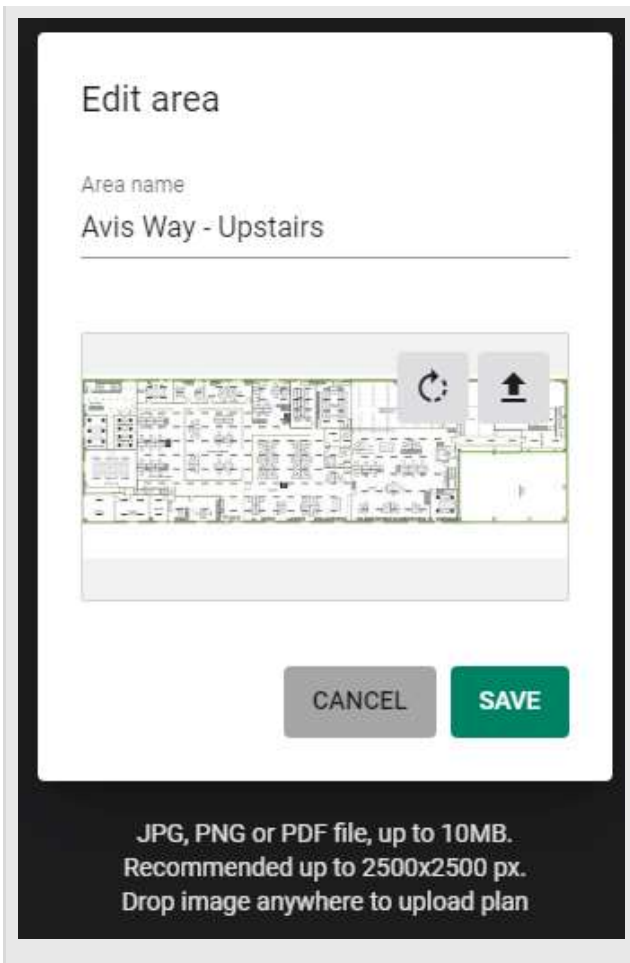 Edit area
Area name
Avis Way - Upstairs
CANCEL
SAVE
JPG, PNG or PDF file, up to 10MB.
Recommended up to 2500x2500 px.
Drop image anywhere to upload plan